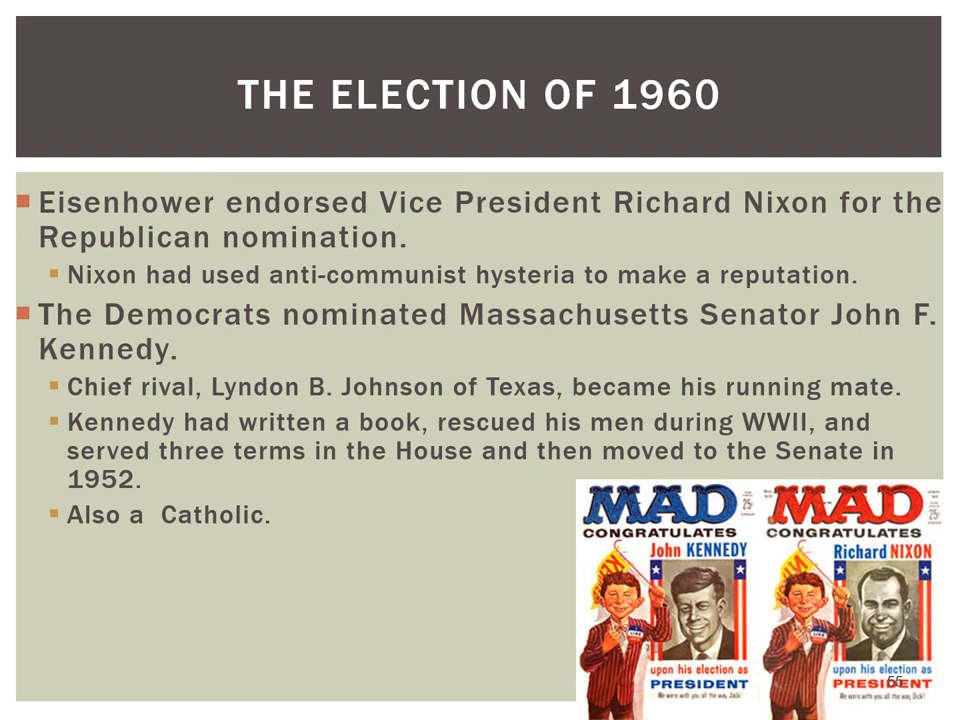 THE ELECTION OF 1960
Eisenhower endorsed Vice President Richard Nixon for the
Republican nomination.
Nixon had used anti-communist hysteria to make a reputation.
The Democrats nominated Massachusetts Senator John F.
Kennedy.
Chief rival, Lyndon B. Johnson of Texas, became his running mate.
Kennedy had written a book, rescued his men during WWII, and
served three terms in the House and then moved to the Senate in
1952.
Also a Catholic.
MAD
25¢
CONGRATULATES
John KENNEDY
upon his election as
PRESIDENT
We were with you all the way, Jack!
MAD
25¢
CONGRATULATES
Richard NIXON
upon his election as
PRESIDENT
We were with you all the way, Dick!
55